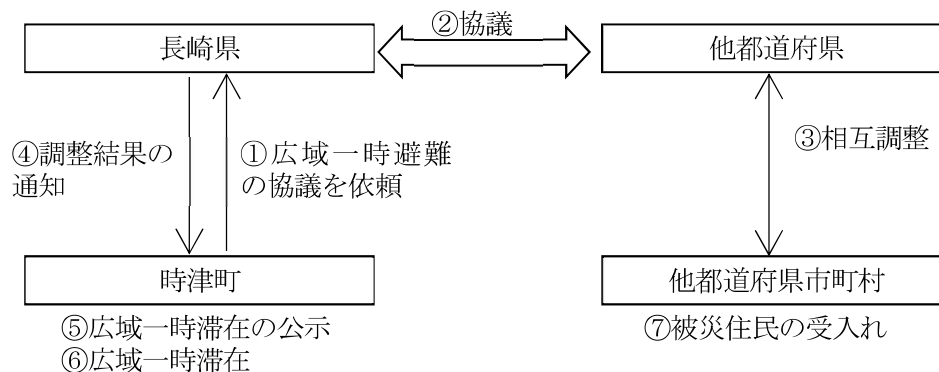 ②協議
長崎県
他都道府県
④調整結果の
通知
①広域一時避難
の協議を依頼
③相互調整
時津町
他都道府県市町村
⑤広域一時滞在の公示
⑥広域一時滞在
⑦被災住民の受入れ